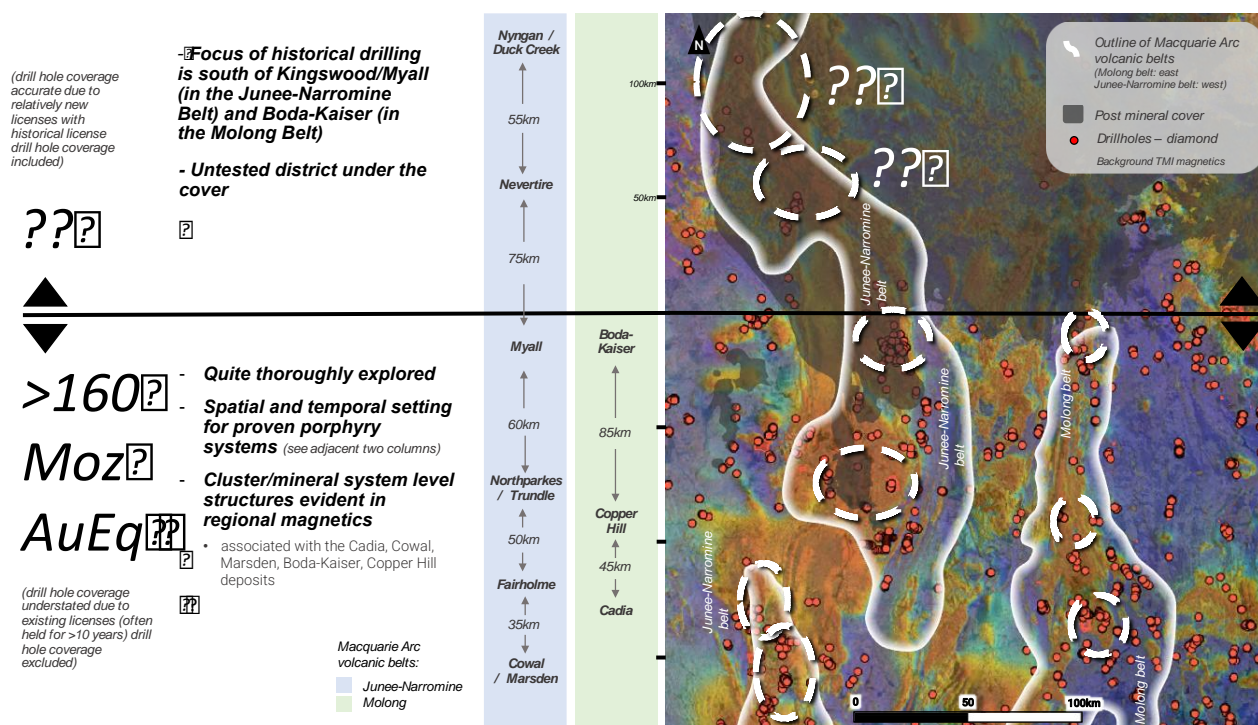 (drill hole coverage
accurate due to
relatively new
licenses with
historical license
drill hole coverage
included)
???
- Focus of historical drilling
is south of Kingswood/Myall
(in the Junee-Narromine
Belt) and Boda-Kaiser (in
the Molong Belt)
- Untested district under the
cover
>160
Moz
AuEq
(drill hole coverage
understated due to
existing licenses (often
held for >10 years) drill
hole coverage
excluded)
- Quite thoroughly explored
- Spatial and temporal setting
for proven porphyry
systems (see adjacent two columns)
- Cluster/mineral system level
structures evident in
regional magnetics
• associated with the Cadia, Cowal,
Marsden, Boda-Kaiser, Copper Hill
deposits
Macquarie Arc
volcanic belts:
Junee-Narromine
Molong
Nyngan /
Duck Creek
55km
Nevertire
75km
Myall
60km
Northparkes
/ Trundle
50km
Fairholme
35km
Cowal
/ Marsden
Boda-
Kaiser
85km
Copper
Hill
45km
Cadia
N
100km
50km
???
???
Outline of Macquarie Arc
volcanic belts
(Molong belt: east
Junee-Narromine belt: west)
Post mineral cover
Drillholes – diamond
Background TMI magnetics
Junee-Narromine
belt
Junee-Narromine
belt
Molong belt
Junee-Narromine
belt
Molong belt
0 50 100km